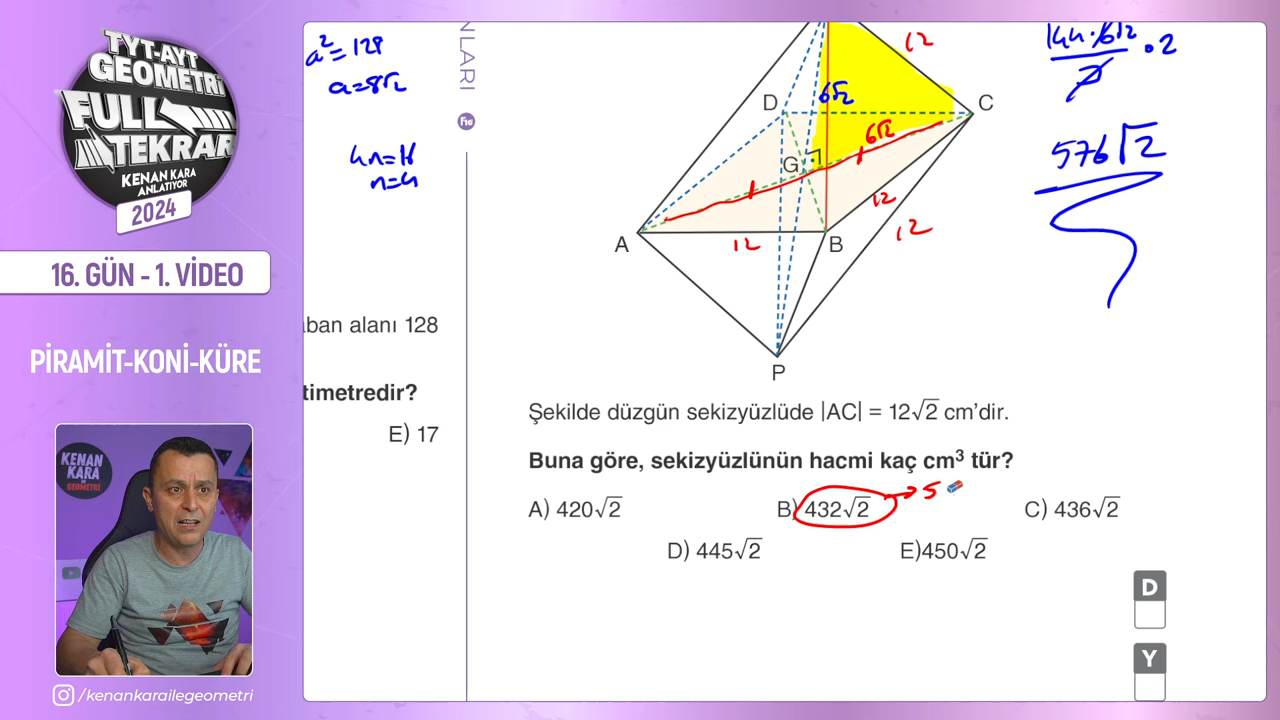 TYT-AYT
GEOMETRİ
FULL
TEKRAR
KENAN KARA
ANLATIYOR
2024
16. GÜN - 1. VİDEO
PİRAMİT-KONİ-KÜRE
KENAN
KARA
GEOMETRİ
/kenankarailegeometri
a² = 128
a = 8√2
4n = 16
n = 4
NLARI
aban alanı 128
timetredir?
E) 17
12
D
6√2
C
6√2
G
12
A
12
B
12
P
144 · 6√2
· 2
576√2
Şekilde düzgün sekizyüzlüde |AC| = 12√2 cm'dir.
Buna göre, sekizyüzlünün hacmi kaç cm³ tür?
A) 420√2
B) 432√2
→ 5
C) 436√2
D) 445√2
E)450√2
D
Y